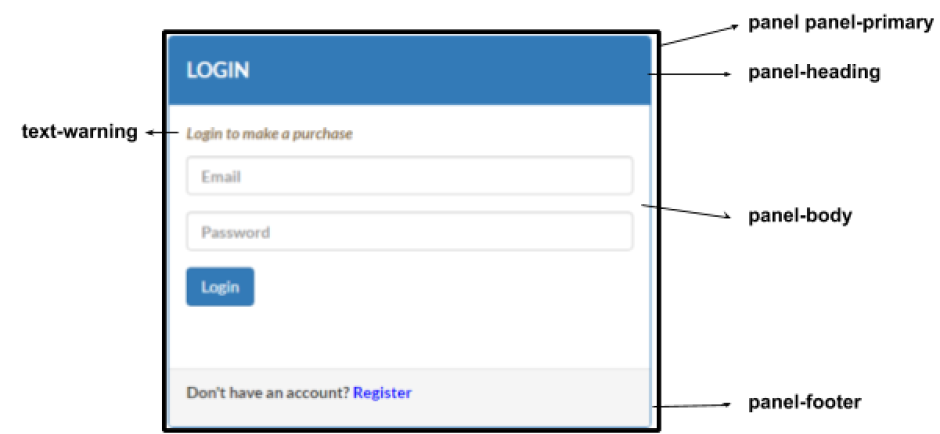 panel panel-primary
LOGIN
panel-heading
text-warning
Login to make a purchase
Email
panel-body
Password
Login
Don't have an account? Register
panel-footer